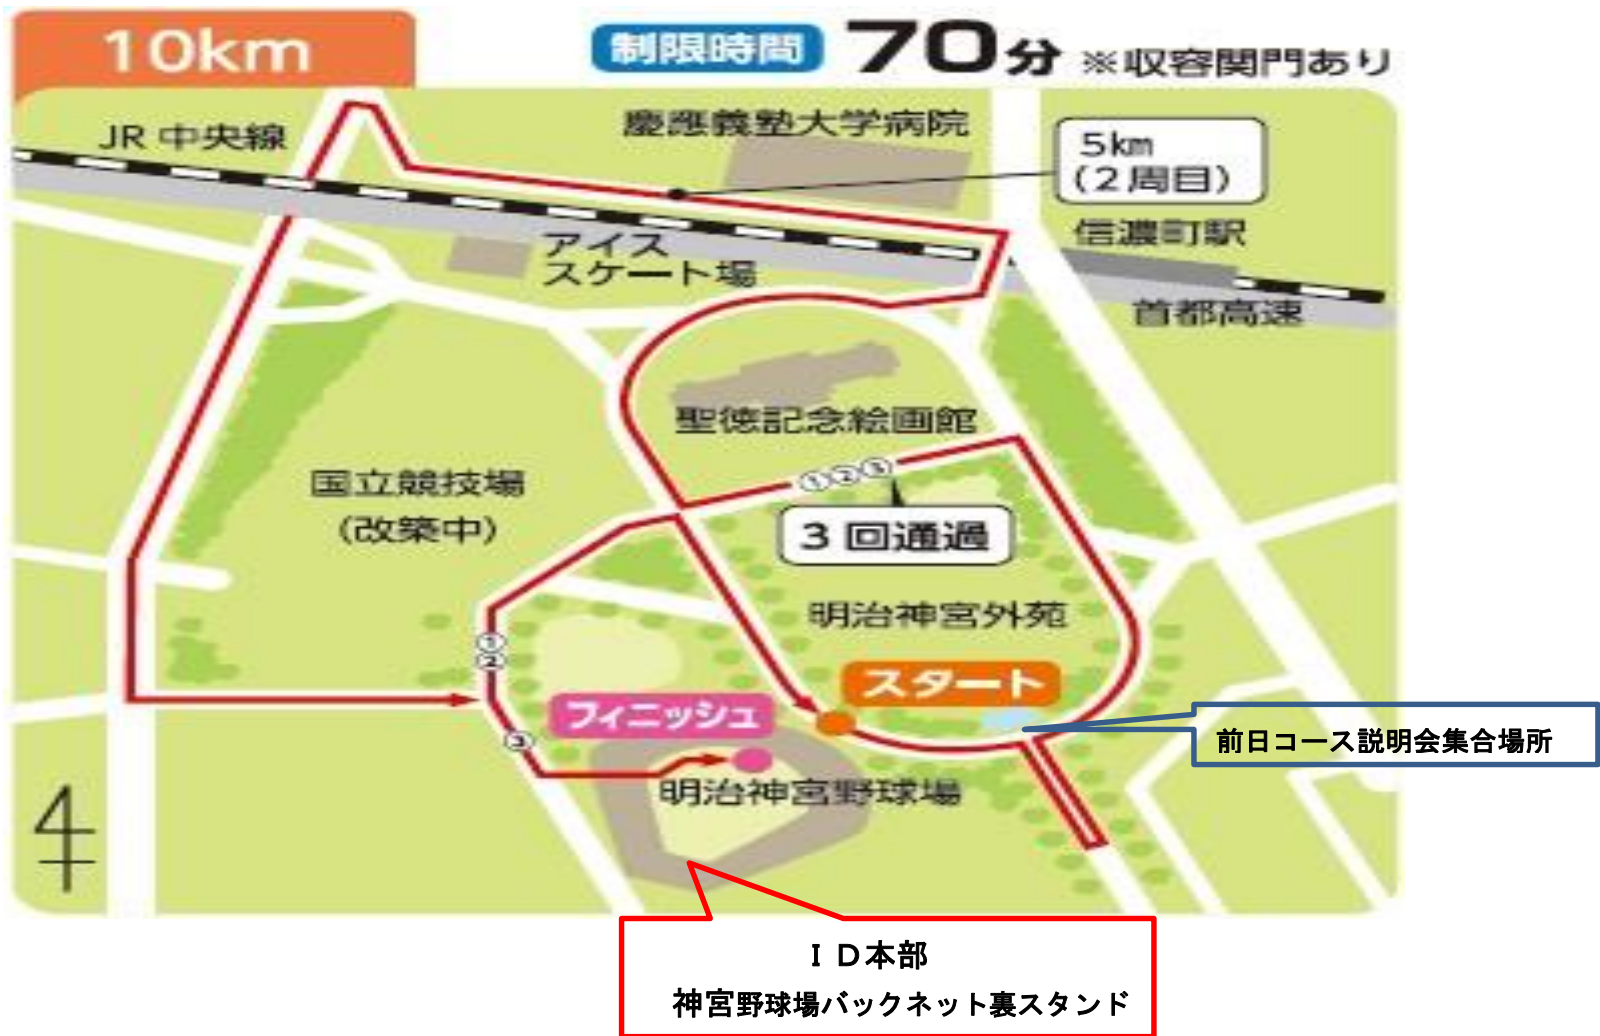 10km
制限時間 70分 ※収容関門あり
JR 中央線
慶應義塾大学病院
5km
(2周目)
信濃町駅
アイス
スケート場
首都高速
聖徳記念絵画館
①②③
国立競技場
(改築中)
3回通過
明治神宮外苑
①
②
スタート
フィニッシュ
③
前日コース説明会集合場所
明治神宮野球場
ＩＤ本部
神宮野球場バックネット裏スタンド